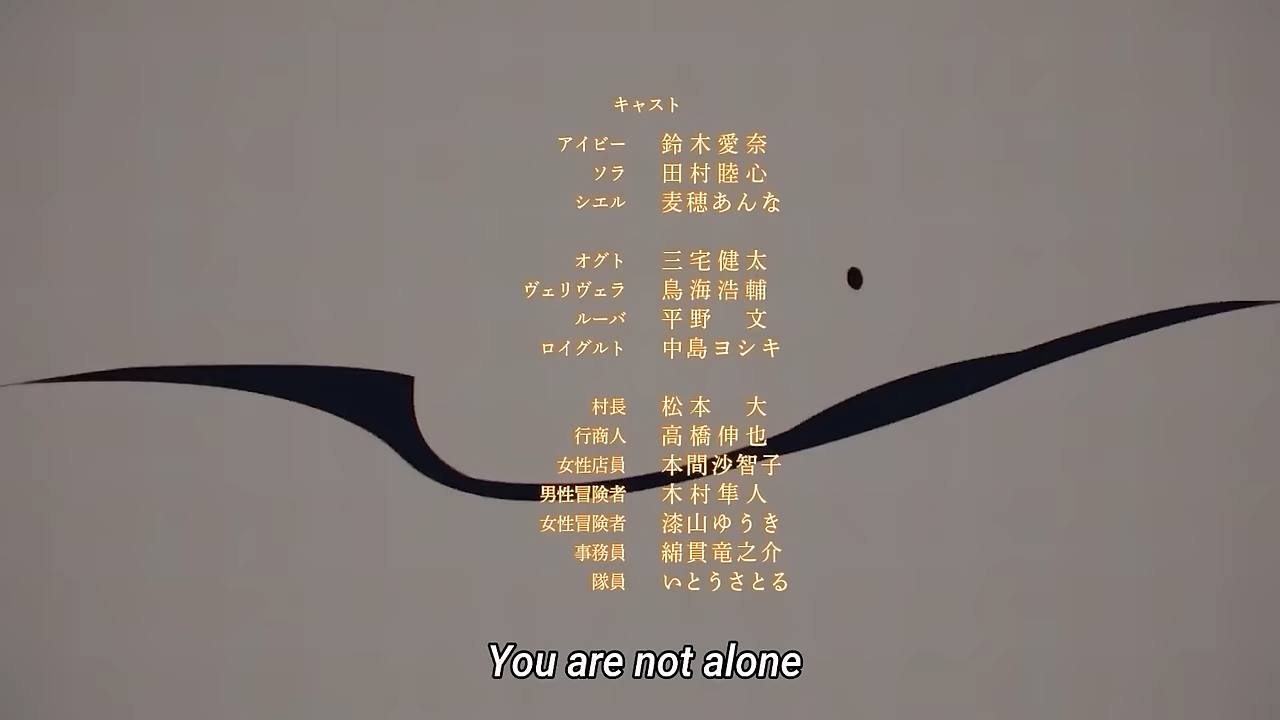 キャスト
アイビー 鈴木愛奈
ソラ 田村睦心
シエル 麦穂あんな
オグト 三宅健太
ヴェリヴェラ 鳥海浩輔
ルーバ 平野 文
ロイグルト 中島ヨシキ
村長 松本 大
行商人 高橋伸也
女性店員 本間沙智子
男性冒険者 木村隼人
女性冒険者 漆山ゆうき
事務員 綿貫竜之介
隊員 いとうさとる
You are not alone